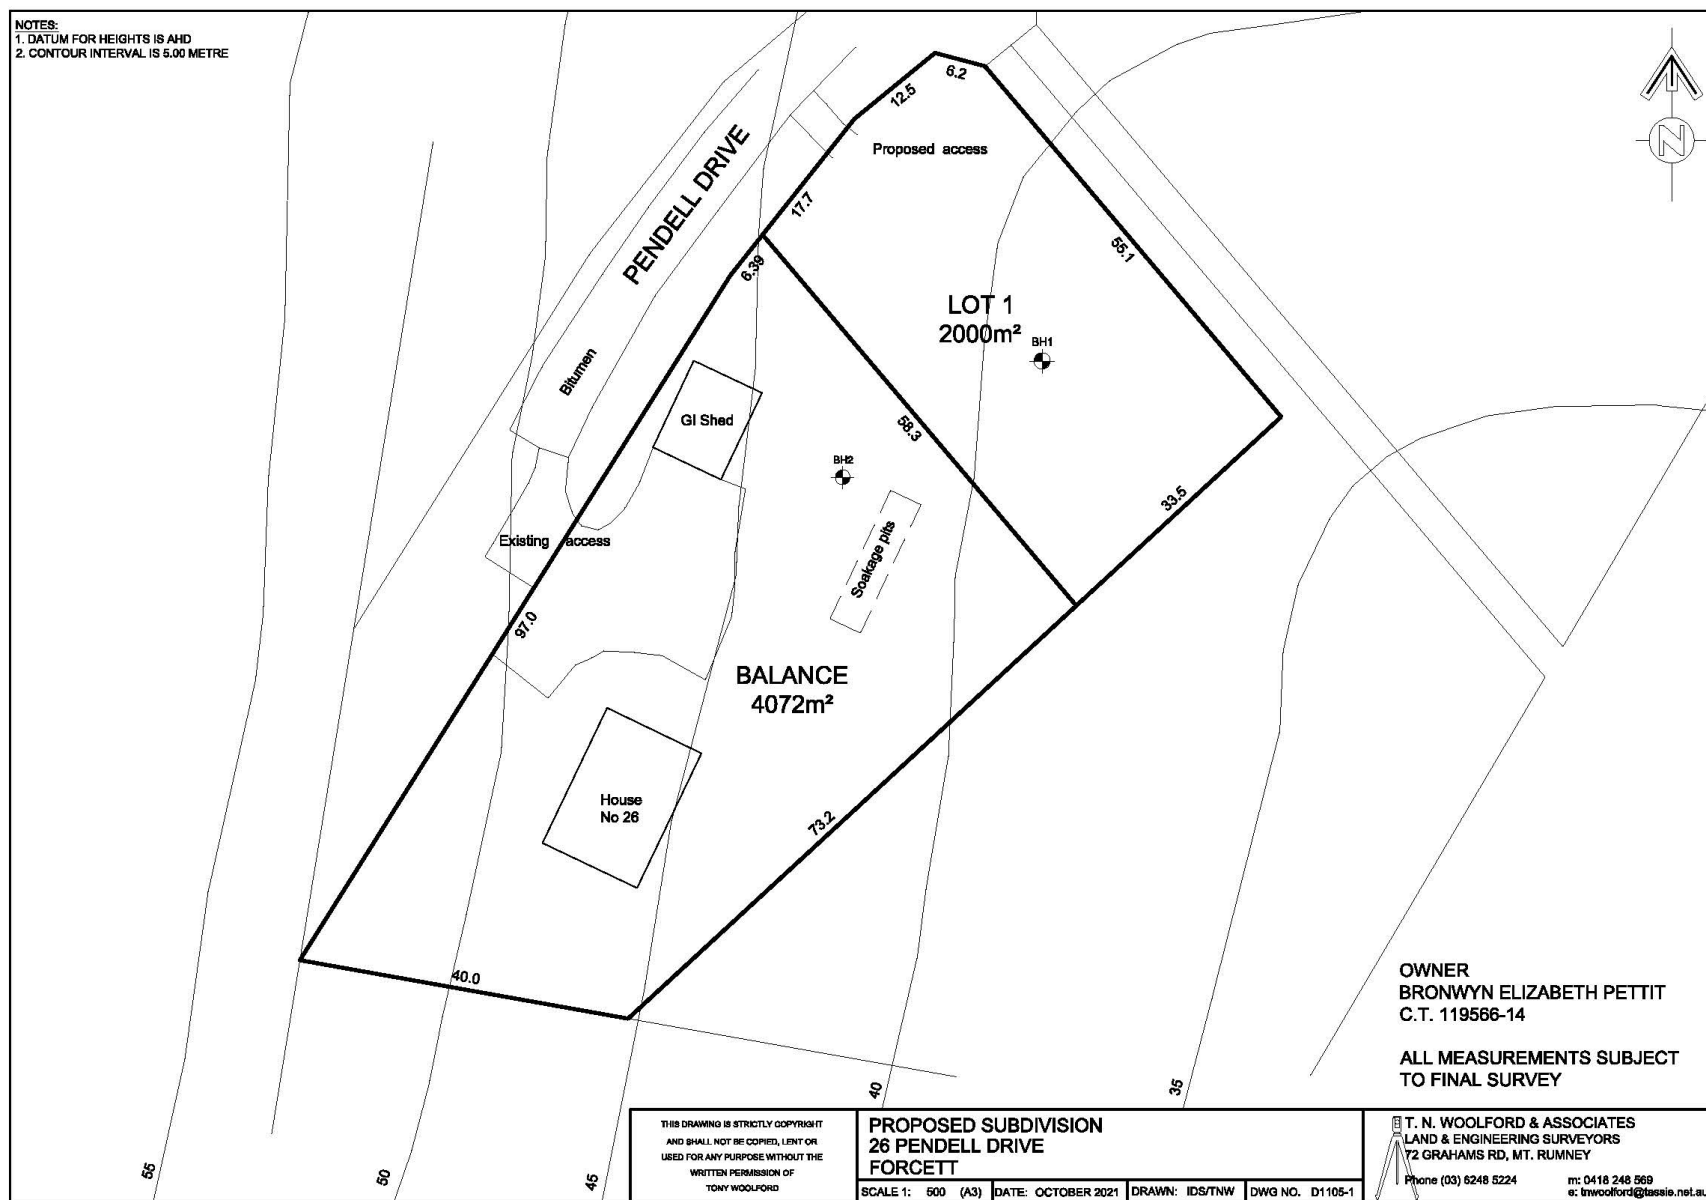 NOTES:
1. DATUM FOR HEIGHTS IS AHD
2. CONTOUR INTERVAL IS 5.00 METRE
N
6.2
12.5
Proposed access
PENDELL DRIVE
17.7
55.1
6.39
LOT 1
2000m²
BH1
Bitumen
GI Shed
58.3
BH2
33.5
Soakage pits
Existing access
97.0
BALANCE
4072m²
House
No 26
73.2
40.0
OWNER
BRONWYN ELIZABETH PETTIT
C.T. 119566-14
ALL MEASUREMENTS SUBJECT
TO FINAL SURVEY
55
50
45
40
35
THIS DRAWING IS STRICTLY COPYRIGHT
AND SHALL NOT BE COPIED, LENT OR
USED FOR ANY PURPOSE WITHOUT THE
WRITTEN PERMISSION OF
TONY WOOLFORD
PROPOSED SUBDIVISION
26 PENDELL DRIVE
FORCETT
SCALE 1: 500 (A3) DATE: OCTOBER 2021 DRAWN: IDS/TNW DWG NO. D1105-1
T. N. WOOLFORD & ASSOCIATES
LAND & ENGINEERING SURVEYORS
72 GRAHAMS RD, MT. RUMNEY
Phone (03) 6248 5224 m: 0418 248 569
e: tnwoolford@tassie.net.au